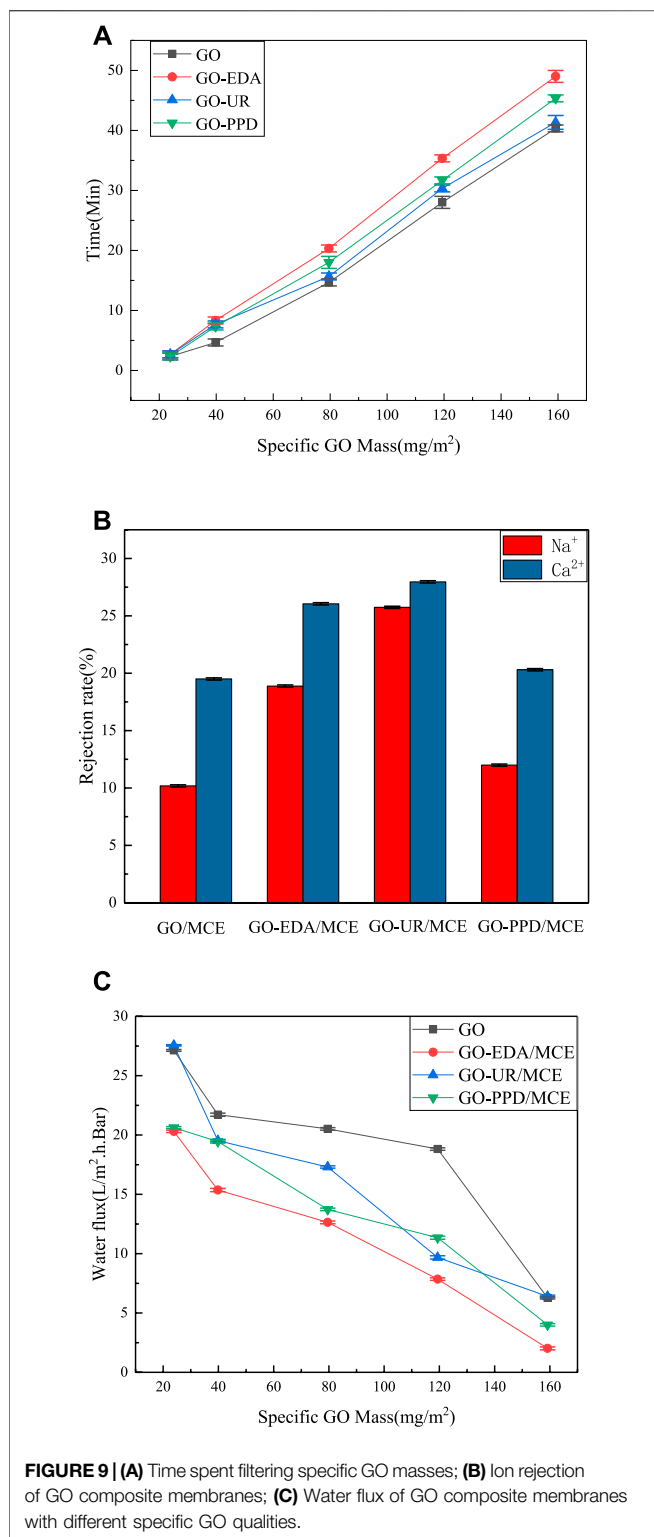 A
GO
GO-EDA
GO-UR
GO-PPD
50
40
30
20
10
0
Time(Min)
20 40 60 80 100 120 140 160
Specific GO Mass(mg/m²)
B
Na⁺
Ca²⁺
30
25
20
15
10
5
0
Rejection rate(%)
GO/MCE GO-EDA/MCE GO-UR/MCE GO-PPD/MCE
C
GO
GO-EDA/MCE
GO-UR/MCE
GO-PPD/MCE
30
25
20
15
10
5
0
Water flux(L/m².h.Bar)
20 40 60 80 100 120 140 160
Specific GO Mass(mg/m²)
FIGURE 9 | (A) Time spent filtering specific GO masses; (B) Ion rejection
of GO composite membranes; (C) Water flux of GO composite membranes
with different specific GO qualities.